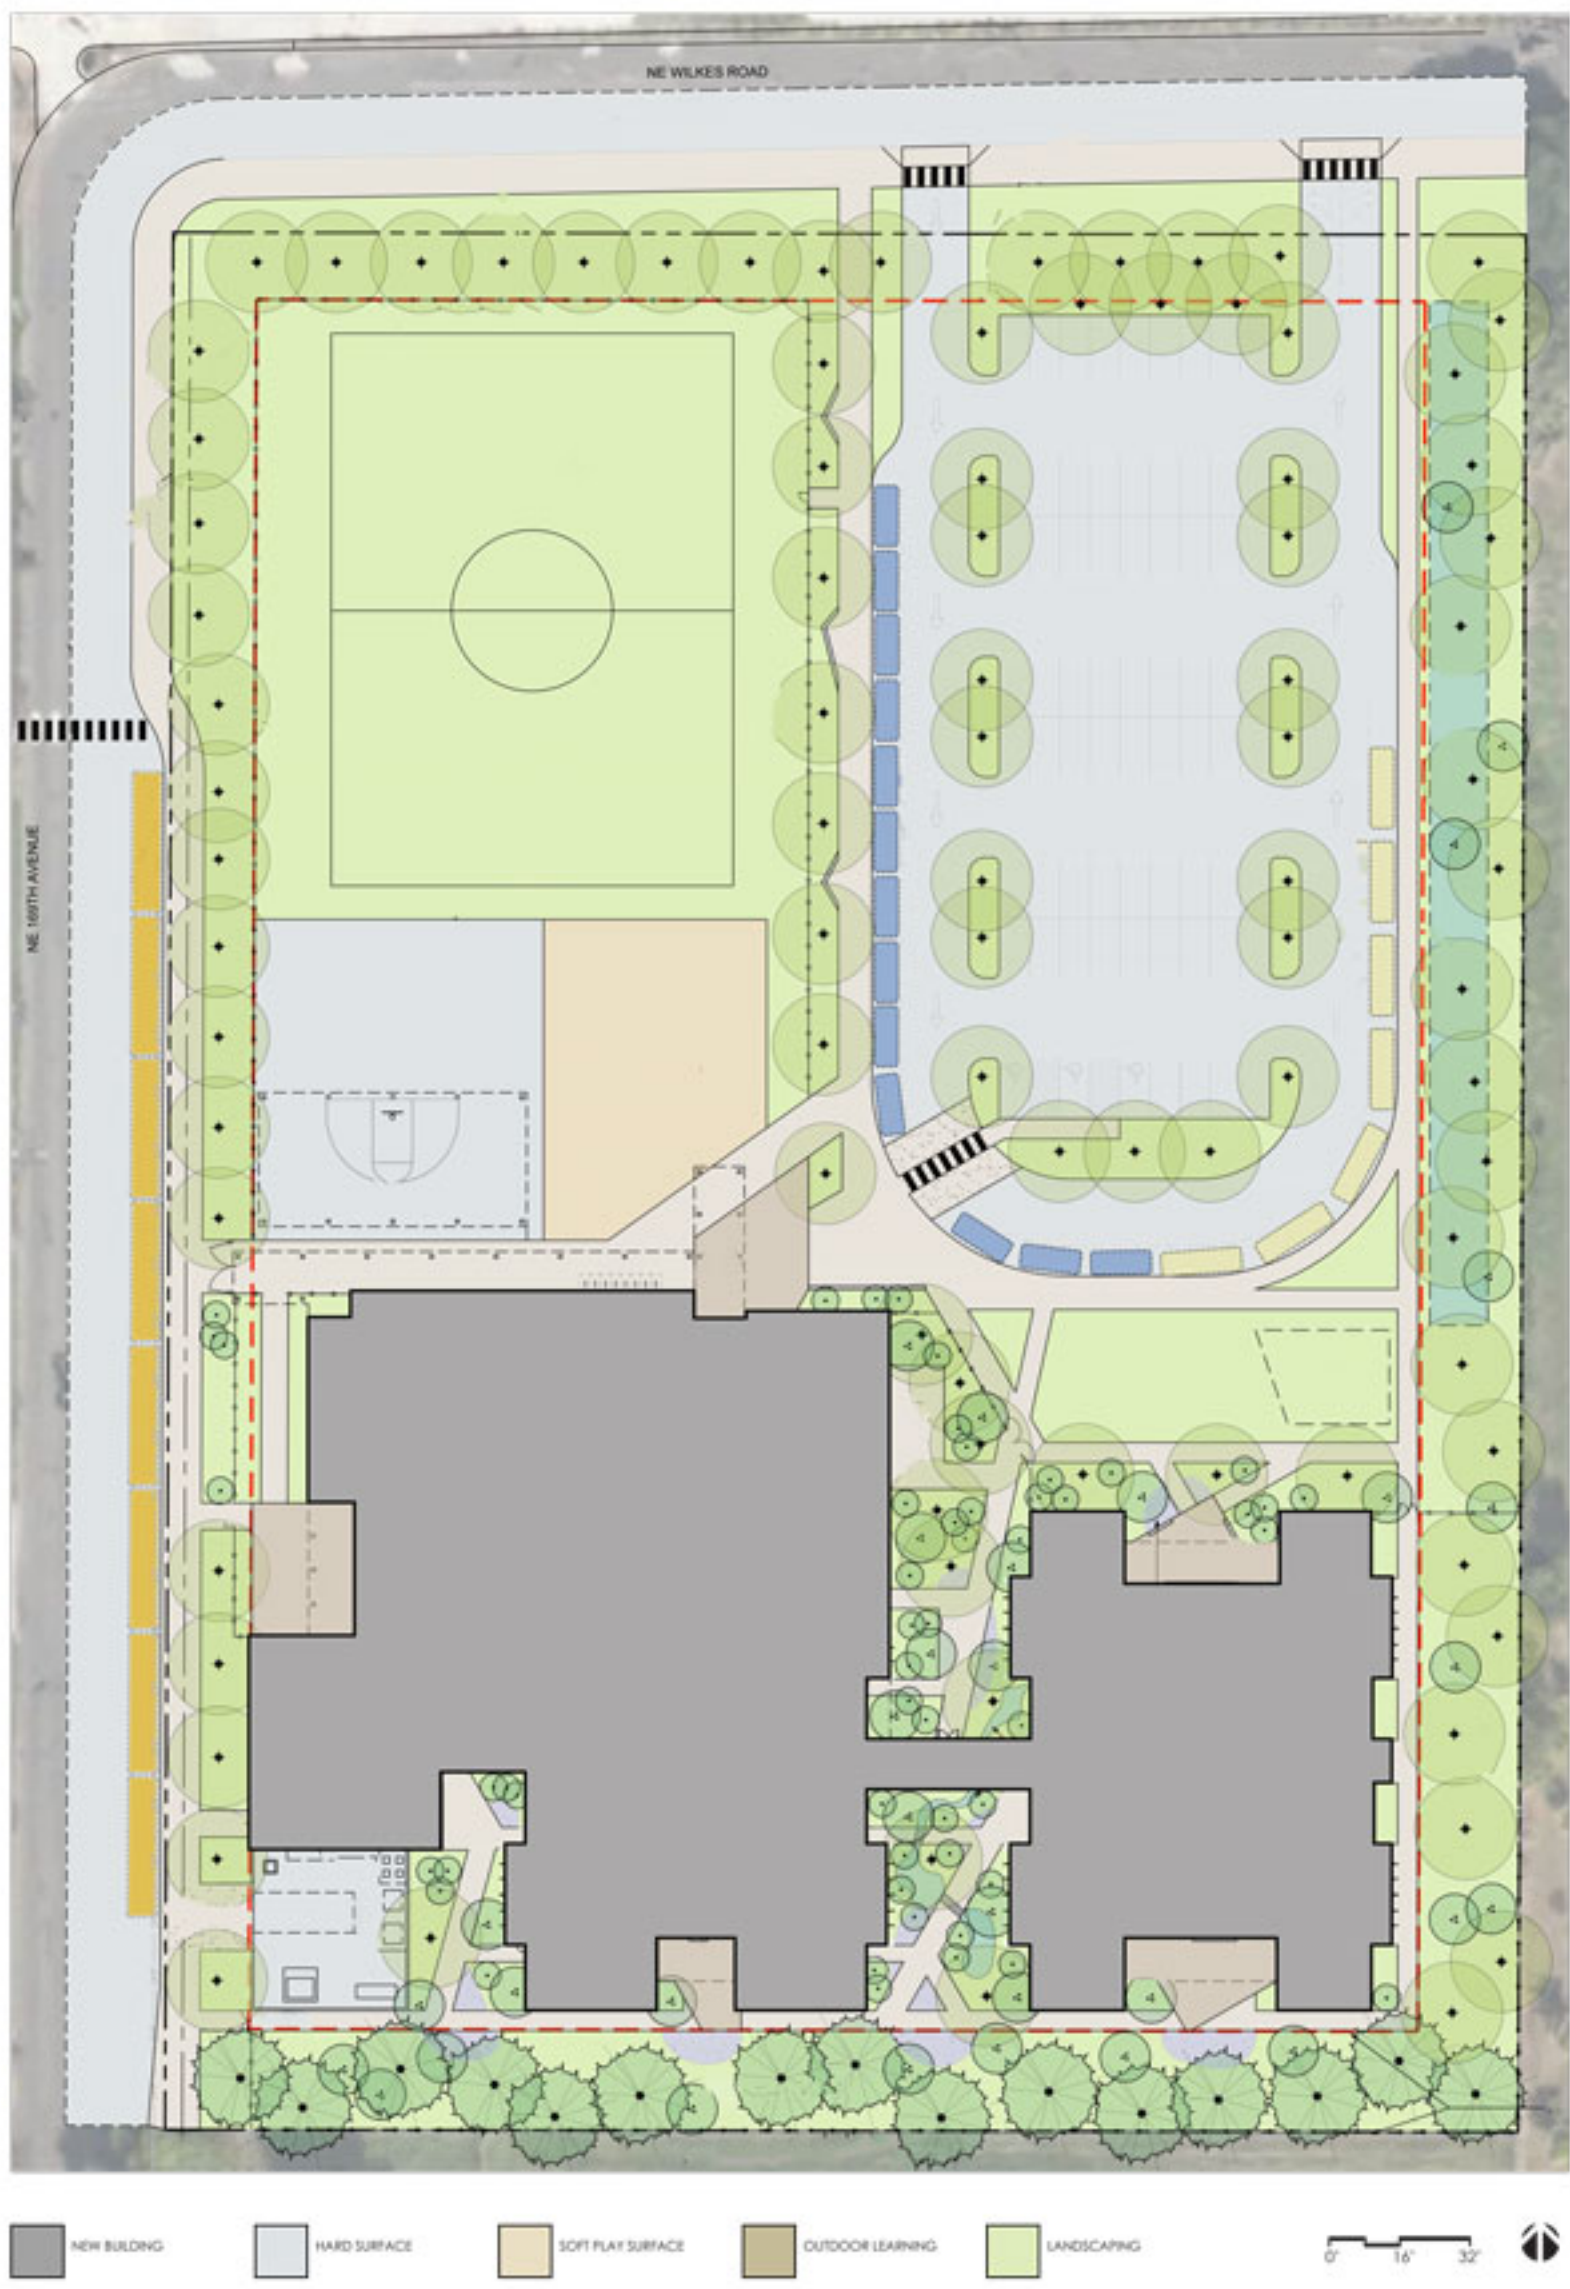 NE WILKES ROAD
NE 169TH AVENUE
NEW BUILDING
HARD SURFACE
SOFT PLAY SURFACE
OUTDOOR LEARNING
LANDSCAPING
0'
16'
32'